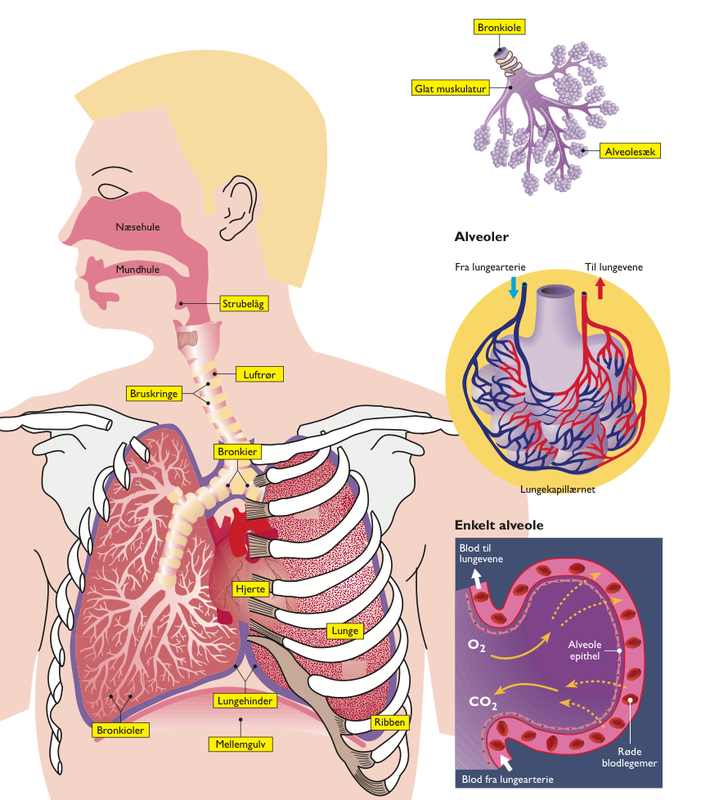 Bronkiole
Glat muskulatur
Alveolesæk
Næsehule
Mundhule
Strubelåg
Luftrør
Bruskringe
Bronkier
Hjerte
Lunge
Lungehinder
Ribben
Bronkioler
Mellemgulv
Alveoler
Fra lungearterie
Til lungevene
Lungekapillærnet
Enkelt alveole
Blod til
lungevene
O2
Alveole
epithel
CO2
Røde
blodlegemer
Blod fra lungearterie